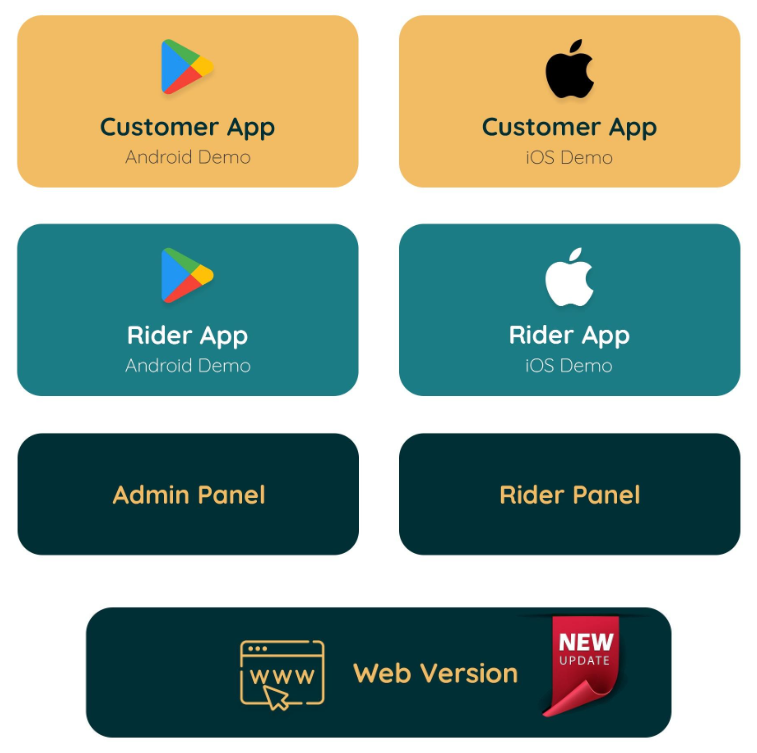 Customer App
Android Demo
Customer App
iOS Demo
Rider App
Android Demo
Rider App
iOS Demo
Admin Panel
Rider Panel
WWW
Web Version
NEW
UPDATE